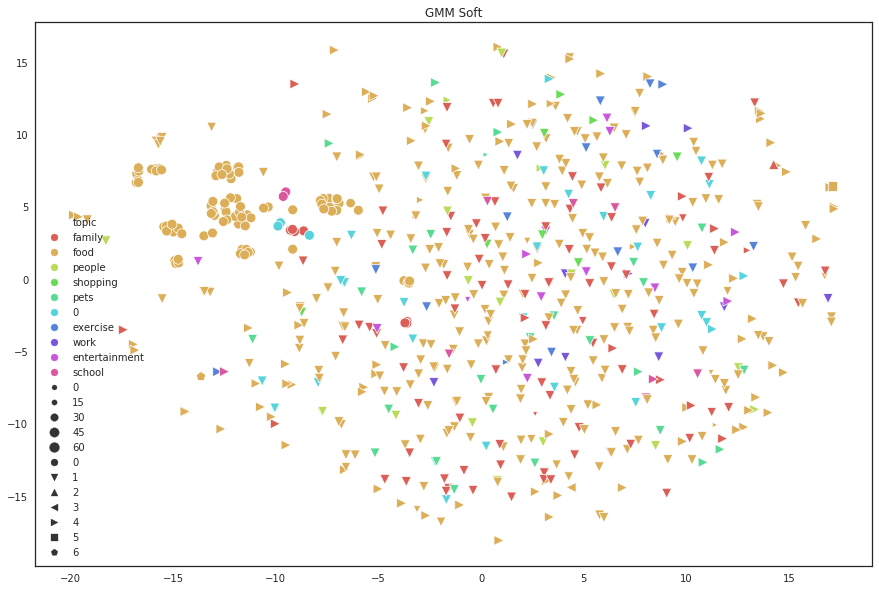 GMM Soft
15
10
5
0
−5
−10
−15
topic
family
food
people
shopping
pets
0
exercise
work
entertainment
school
0
15
30
45
60
0
1
2
3
4
5
6
−20 −15 −10 −5 0 5 10 15